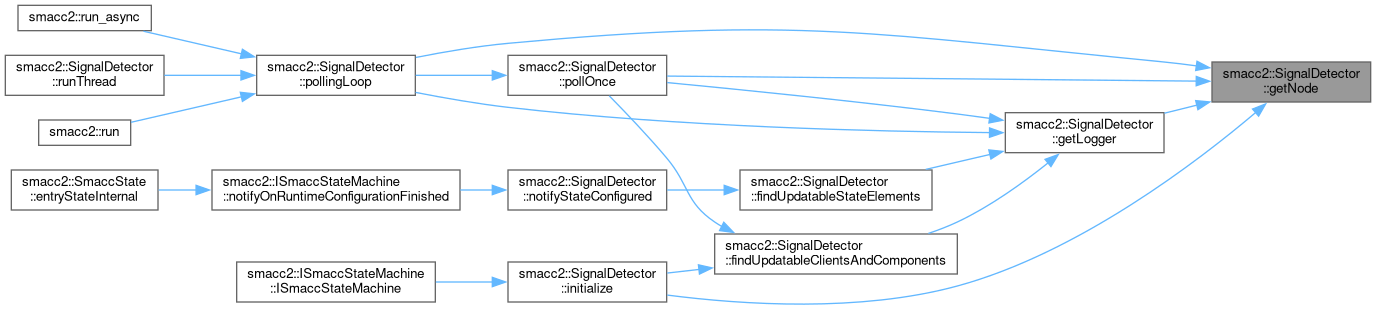 smacc2::run_async
smacc2::SignalDetector
::runThread
smacc2::run
smacc2::SignalDetector
::pollingLoop
smacc2::SignalDetector
::pollOnce
smacc2::SignalDetector
::getNode
smacc2::SignalDetector
::getLogger
smacc2::SmaccState
::entryStateInternal
smacc2::ISmaccStateMachine
::notifyOnRuntimeConfigurationFinished
smacc2::SignalDetector
::notifyStateConfigured
smacc2::SignalDetector
::findUpdatableStateElements
smacc2::SignalDetector
::findUpdatableClientsAndComponents
smacc2::ISmaccStateMachine
::ISmaccStateMachine
smacc2::SignalDetector
::initialize